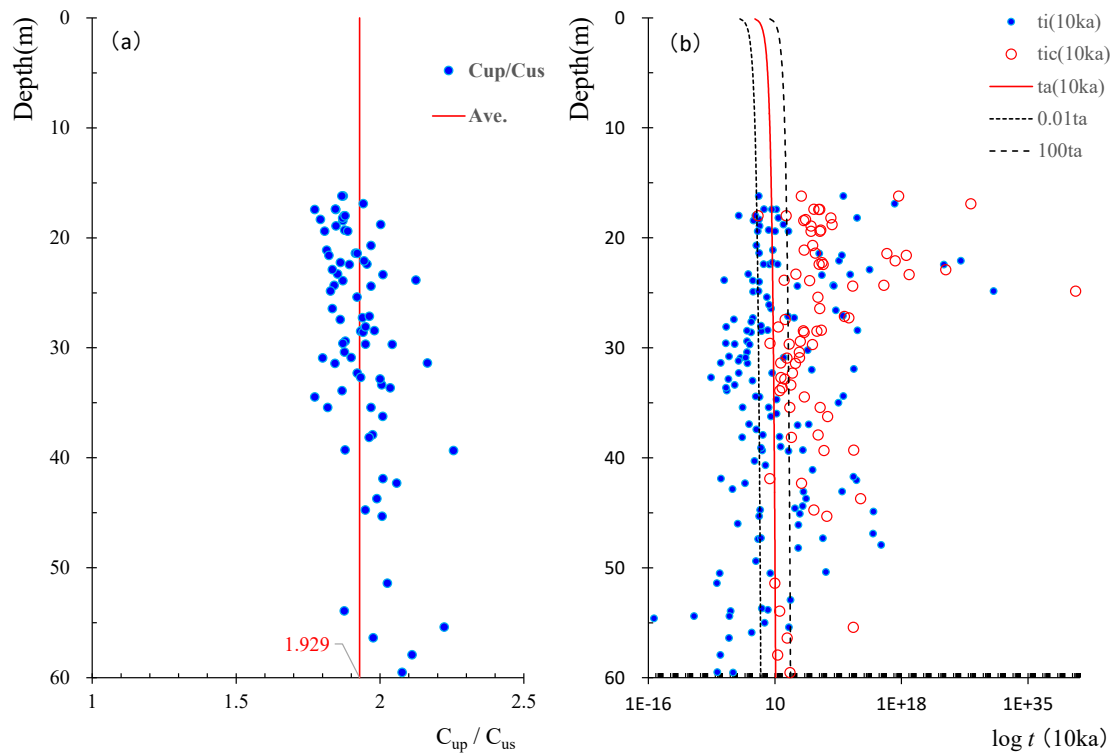 (a)
Depth(m)
0
10
20
30
40
50
60
1
1.5
2
2.5
Cup/Cus
Ave.
1.929
Cup / Cus
(b)
Depth(m)
0
10
20
30
40
50
60
1E-16
10
1E+18
1E+35
ti(10ka)
tic(10ka)
ta(10ka)
0.01ta
100ta
log t (10ka)